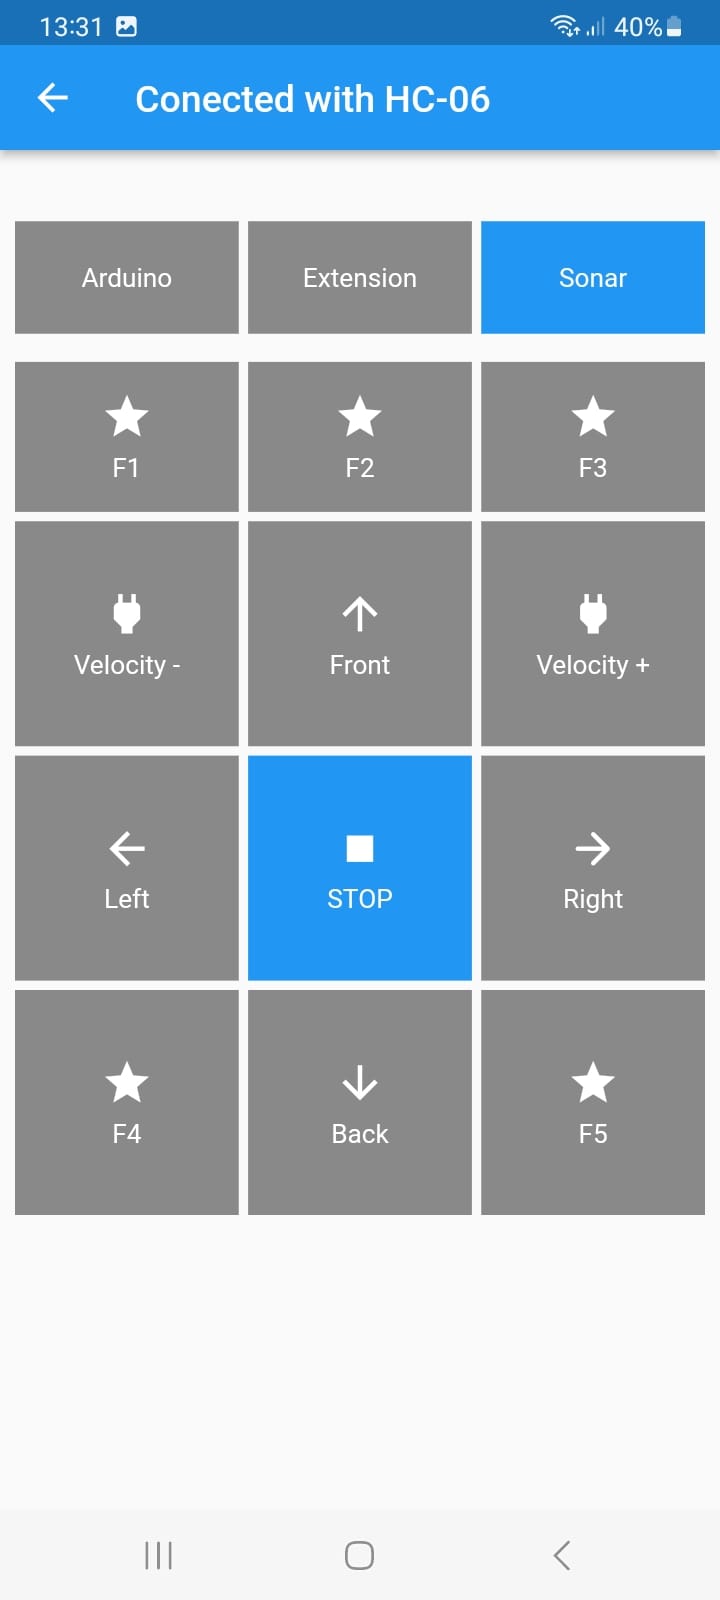 13:31 40%
Conected with HC-06
Arduino Extension Sonar
F1 F2 F3
Velocity - Front Velocity +
Left STOP Right
F4 Back F5